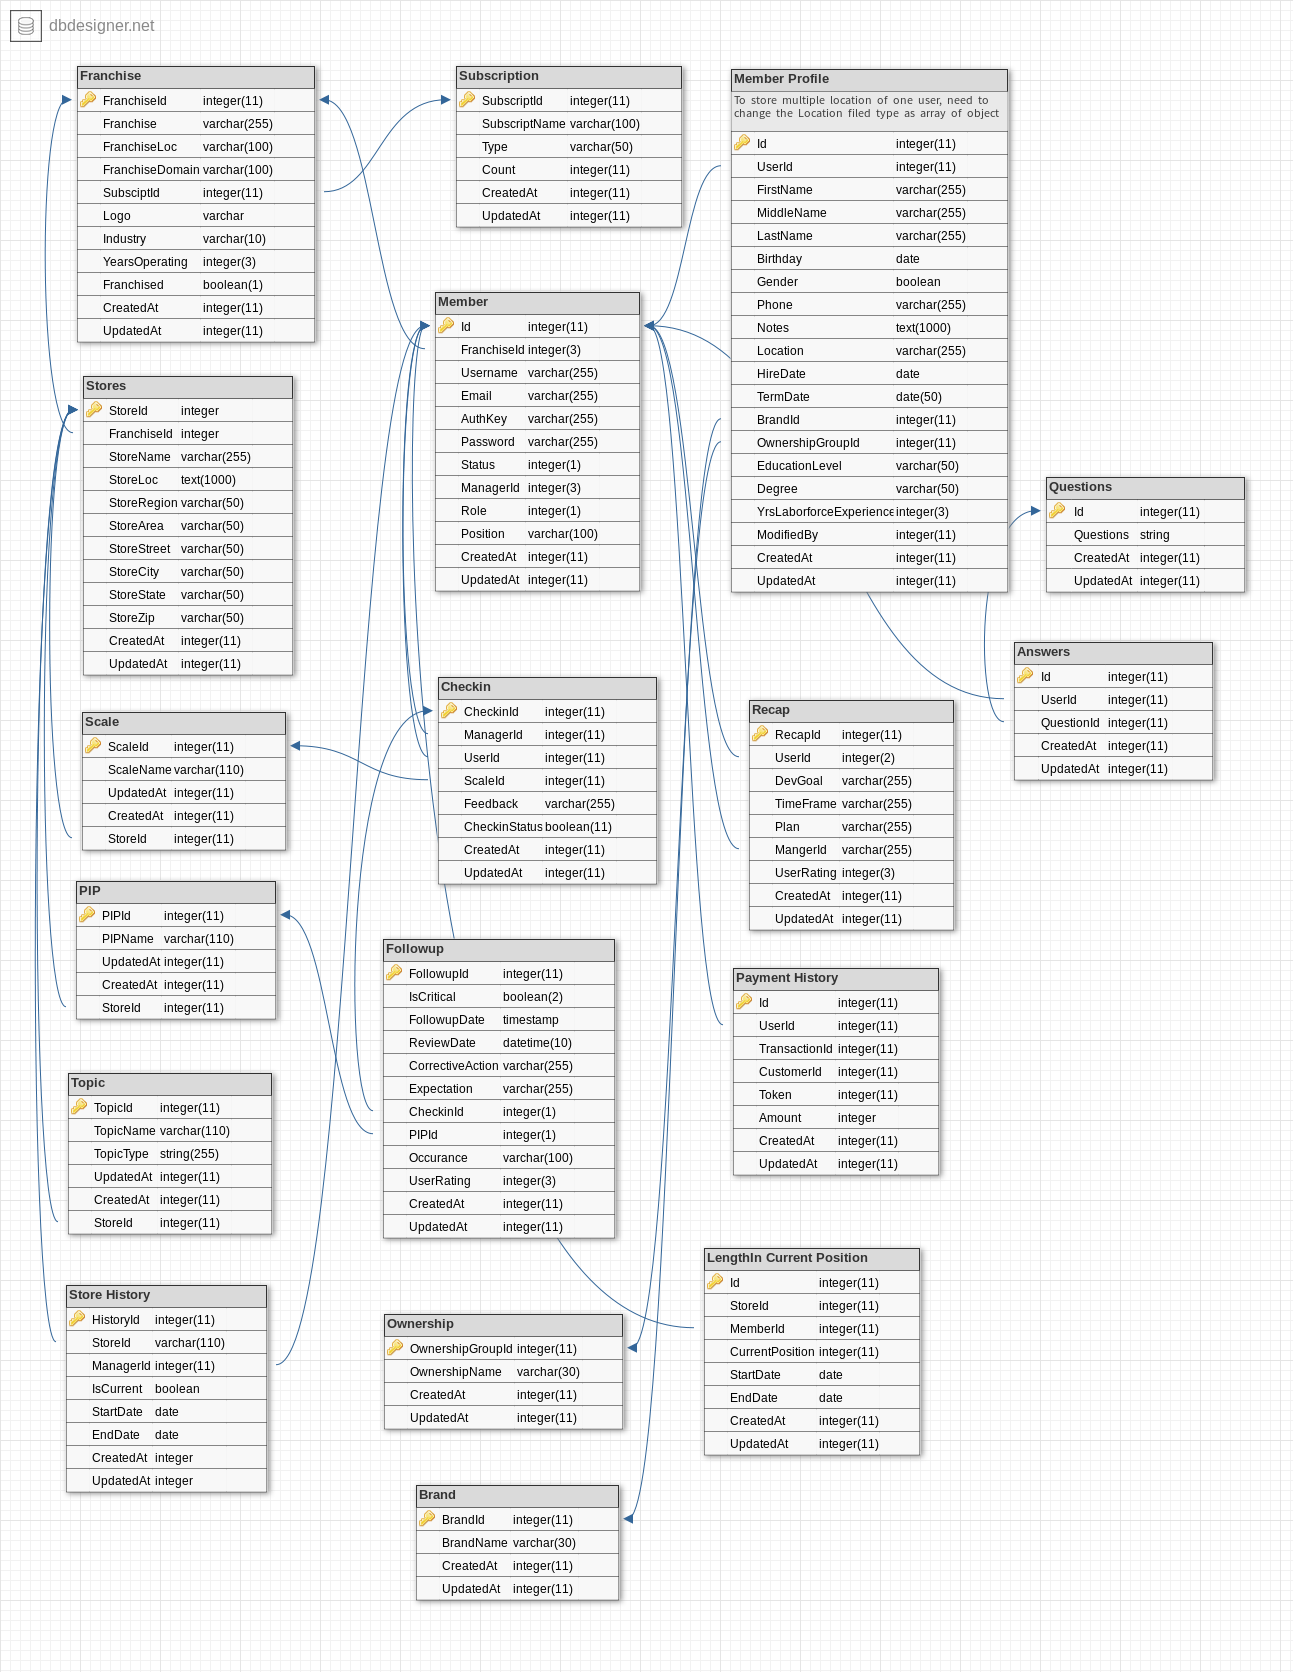 dbdesigner.net
Franchise
FranchiseId integer(11)
Franchise varchar(255)
FranchiseLoc varchar(100)
FranchiseDomain varchar(100)
SubsciptId integer(11)
Logo varchar
Industry varchar(10)
YearsOperating integer(3)
Franchised boolean(1)
CreatedAt integer(11)
UpdatedAt integer(11)
Subscription
SubscriptId integer(11)
SubscriptName varchar(100)
Type varchar(50)
Count integer(11)
CreatedAt integer(11)
UpdatedAt integer(11)
Member Profile
To store multiple location of one user, need to
change the Location filed type as array of object
Id integer(11)
UserId integer(11)
FirstName varchar(255)
MiddleName varchar(255)
LastName varchar(255)
Birthday date
Gender boolean
Phone varchar(255)
Notes text(1000)
Location varchar(255)
HireDate date
TermDate date(50)
BrandId integer(11)
OwnershipGroupId integer(11)
EducationLevel varchar(50)
Degree varchar(50)
YrsLaborforceExperience integer(3)
ModifiedBy integer(11)
CreatedAt integer(11)
UpdatedAt integer(11)
Member
Id integer(11)
FranchiseId integer(3)
Username varchar(255)
Email varchar(255)
AuthKey varchar(255)
Password varchar(255)
Status integer(1)
ManagerId integer(3)
Role integer(1)
Position varchar(100)
CreatedAt integer(11)
UpdatedAt integer(11)
Stores
StoreId integer
FranchiseId integer
StoreName varchar(255)
StoreLoc text(1000)
StoreRegion varchar(50)
StoreArea varchar(50)
StoreStreet varchar(50)
StoreCity varchar(50)
StoreState varchar(50)
StoreZip varchar(50)
CreatedAt integer(11)
UpdatedAt integer(11)
Questions
Id integer(11)
Questions string
CreatedAt integer(11)
UpdatedAt integer(11)
Answers
Id integer(11)
UserId integer(11)
QuestionId integer(11)
CreatedAt integer(11)
UpdatedAt integer(11)
Checkin
CheckinId integer(11)
ManagerId integer(11)
UserId integer(11)
ScaleId integer(11)
Feedback varchar(255)
CheckinStatus boolean(11)
CreatedAt integer(11)
UpdatedAt integer(11)
Recap
RecapId integer(11)
UserId integer(2)
DevGoal varchar(255)
TimeFrame varchar(255)
Plan varchar(255)
MangerId varchar(255)
UserRating integer(3)
CreatedAt integer(11)
UpdatedAt integer(11)
Scale
ScaleId integer(11)
ScaleName varchar(110)
UpdatedAt integer(11)
CreatedAt integer(11)
StoreId integer(11)
PIP
PIPId integer(11)
PIPName varchar(110)
UpdatedAt integer(11)
CreatedAt integer(11)
StoreId integer(11)
Followup
FollowupId integer(11)
IsCritical boolean(2)
FollowupDate timestamp
ReviewDate datetime(10)
CorrectiveAction varchar(255)
Expectation varchar(255)
CheckinId integer(1)
PIPId integer(1)
Occurance varchar(100)
UserRating integer(3)
CreatedAt integer(11)
UpdatedAt integer(11)
Payment History
Id integer(11)
UserId integer(11)
TransactionId integer(11)
CustomerId integer(11)
Token integer(11)
Amount integer
CreatedAt integer(11)
UpdatedAt integer(11)
Topic
TopicId integer(11)
TopicName varchar(110)
TopicType string(255)
UpdatedAt integer(11)
CreatedAt integer(11)
StoreId integer(11)
LengthIn Current Position
Id integer(11)
StoreId integer(11)
MemberId integer(11)
CurrentPosition integer(11)
StartDate date
EndDate date
CreatedAt integer(11)
UpdatedAt integer(11)
Store History
HistoryId integer(11)
StoreId varchar(110)
ManagerId integer(11)
IsCurrent boolean
StartDate date
EndDate date
CreatedAt integer
UpdatedAt integer
Ownership
OwnershipGroupId integer(11)
OwnershipName varchar(30)
CreatedAt integer(11)
UpdatedAt integer(11)
Brand
BrandId integer(11)
BrandName varchar(30)
CreatedAt integer(11)
UpdatedAt integer(11)